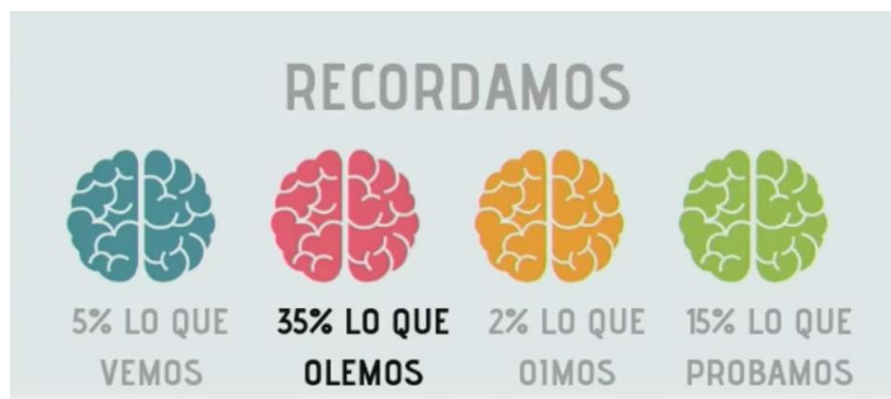 RECORDAMOS
5% LO QUE
VEMOS
35% LO QUE
OLEMOS
2% LO QUE
OIMOS
15% LO QUE
PROBAMOS